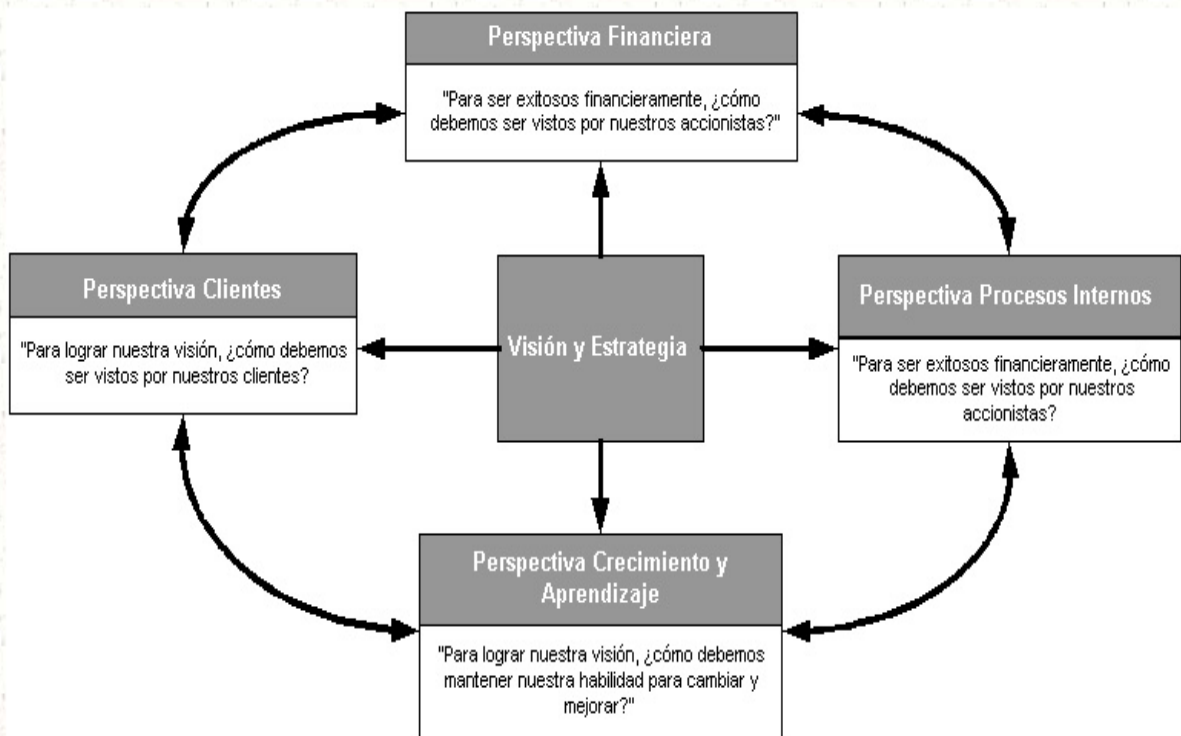 Perspectiva Financiera
"Para ser exitosos financieramente, ¿cómo
debemos ser vistos por nuestros accionistas?"
Perspectiva Clientes
"Para lograr nuestra visión, ¿cómo debemos
ser vistos por nuestros clientes?
Visión y Estrategia
Perspectiva Procesos Internos
"Para ser exitosos financieramente, ¿cómo
debemos ser vistos por nuestros
accionistas?
Perspectiva Crecimiento y
Aprendizaje
"Para lograr nuestra visión, ¿cómo debemos
mantener nuestra habilidad para cambiar y
mejorar?"